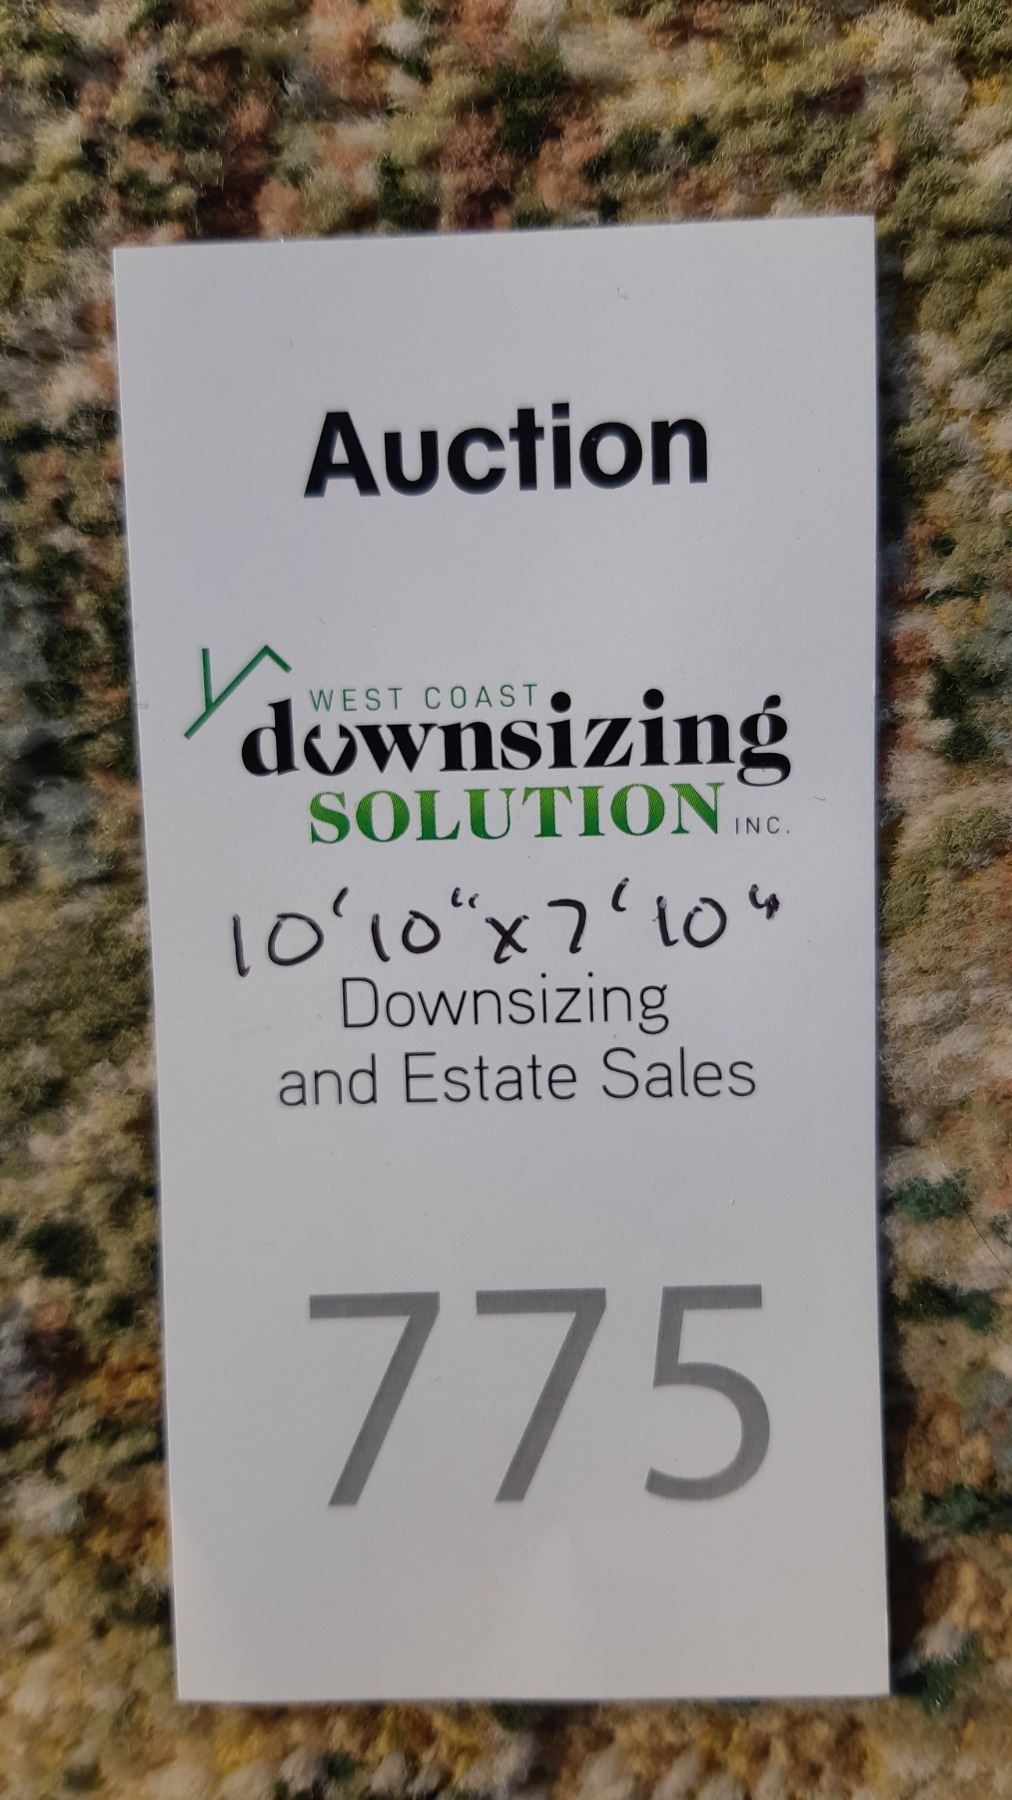 Auction
WEST COAST
downsizing
SOLUTION INC.
10'10"x7'10"
Downsizing
and Estate Sales
775